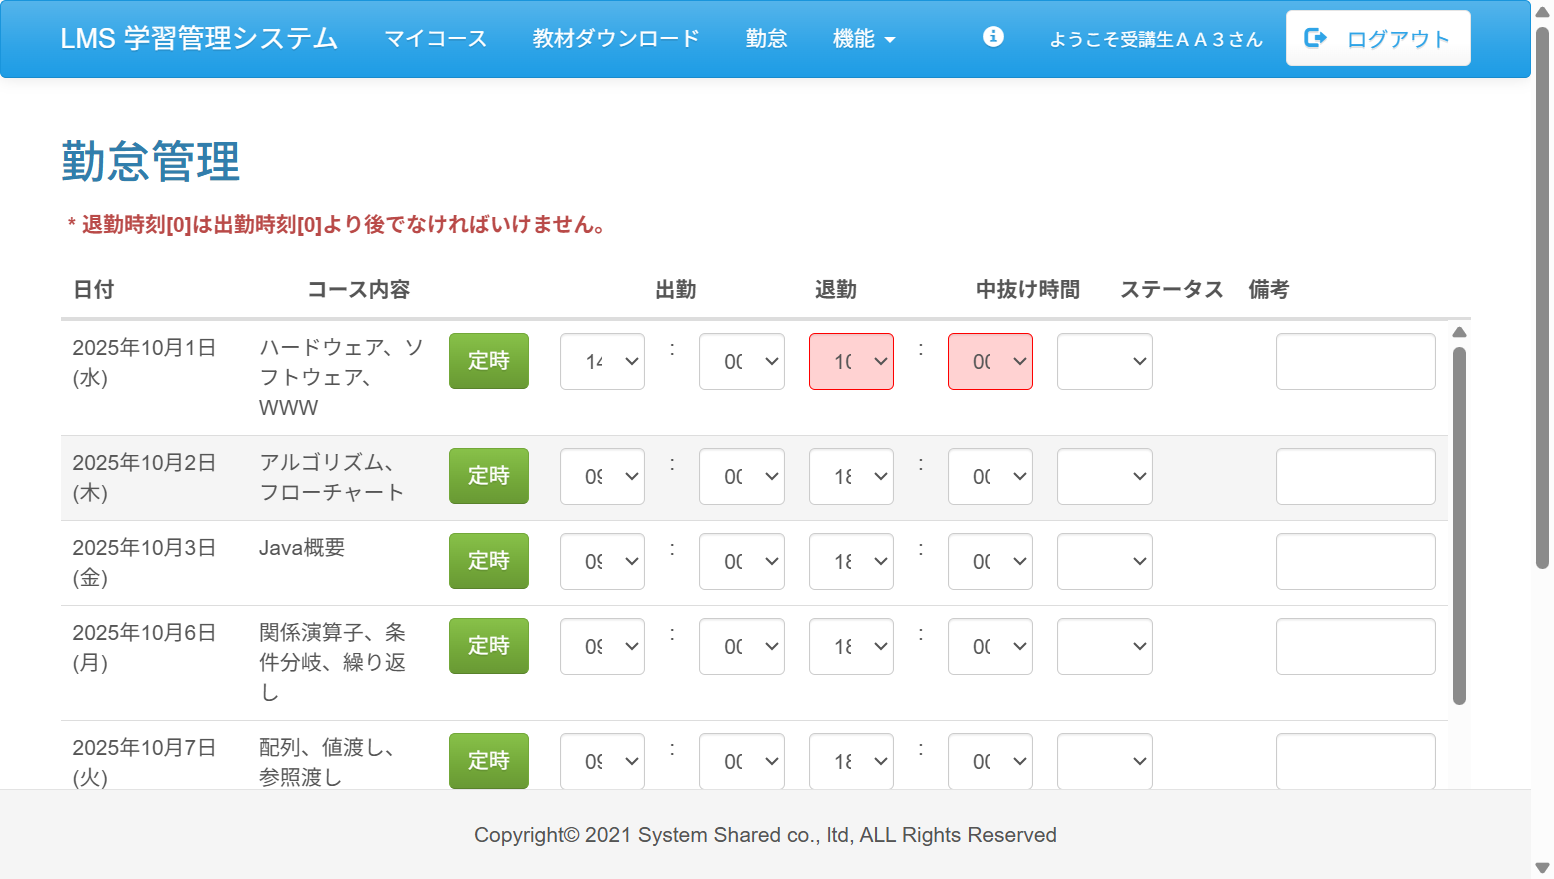 LMS 学習管理システム マイコース 教材ダウンロード 勤怠 機能 ようこそ受講生ＡＡ３さん ログアウト
勤怠管理
* 退勤時刻[0]は出勤時刻[0]より後でなければいけません。
日付 コース内容 出勤 退勤 中抜け時間 ステータス 備考
2025年10月1日 ハードウェア、ソ 定時 14 : 00 10 : 00
(水) フトウェア、
WWW
2025年10月2日 アルゴリズム、 定時 09 : 00 18 : 00
(木) フローチャート
2025年10月3日 Java概要 定時 09 : 00 18 : 00
(金)
2025年10月6日 関係演算子、条 定時 09 : 00 18 : 00
(月) 件分岐、繰り返
し
2025年10月7日 配列、値渡し、 定時 09 : 00 18 : 00
(火) 参照渡し
Copyright© 2021 System Shared co., ltd, ALL Rights Reserved